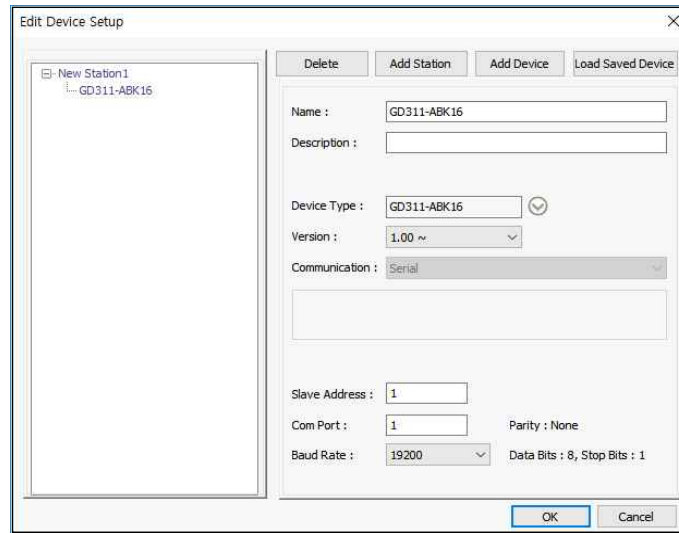 Edit Device Setup
New Station1
GD311-ABK16
Delete
Add Station
Add Device
Load Saved Device
Name :
GD311-ABK16
Description :
Device Type :
GD311-ABK16
Version :
1.00 ~
Communication :
Serial
Slave Address :
1
Com Port :
1
Parity : None
Baud Rate :
19200
Data Bits : 8, Stop Bits : 1
OK
Cancel